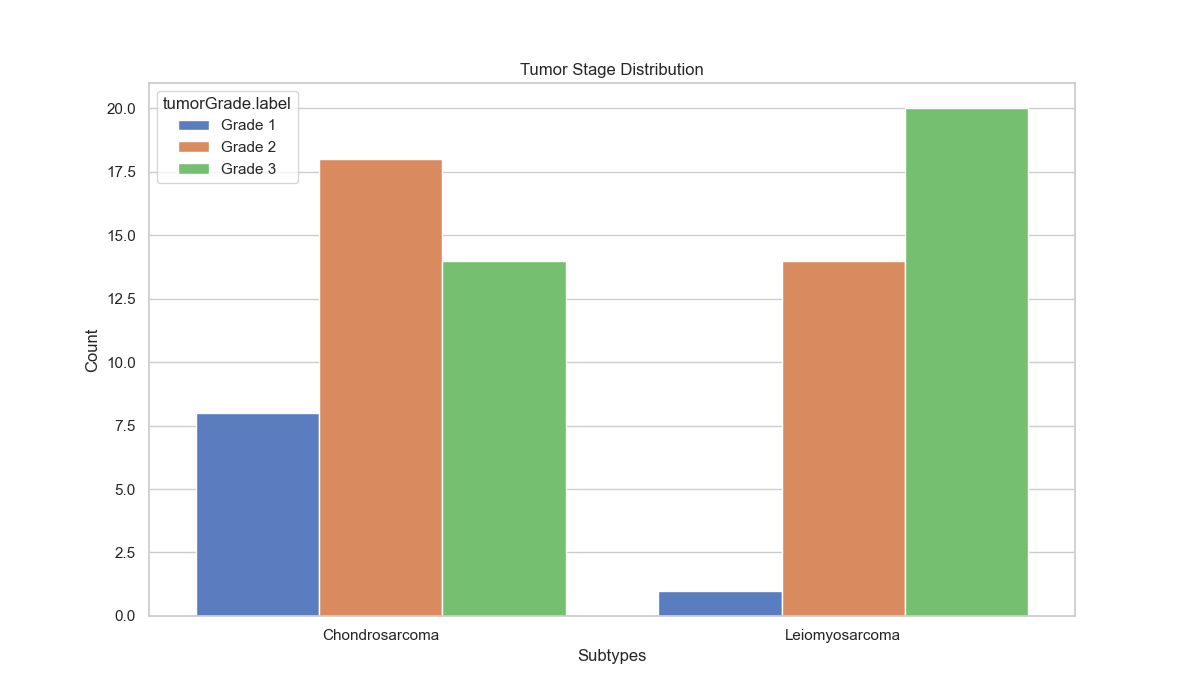 Tumor Stage Distribution
tumorGrade.label
Grade 1
Grade 2
Grade 3
20.0
17.5
15.0
12.5
10.0
7.5
5.0
2.5
0.0
Count
Chondrosarcoma
Leiomyosarcoma
Subtypes